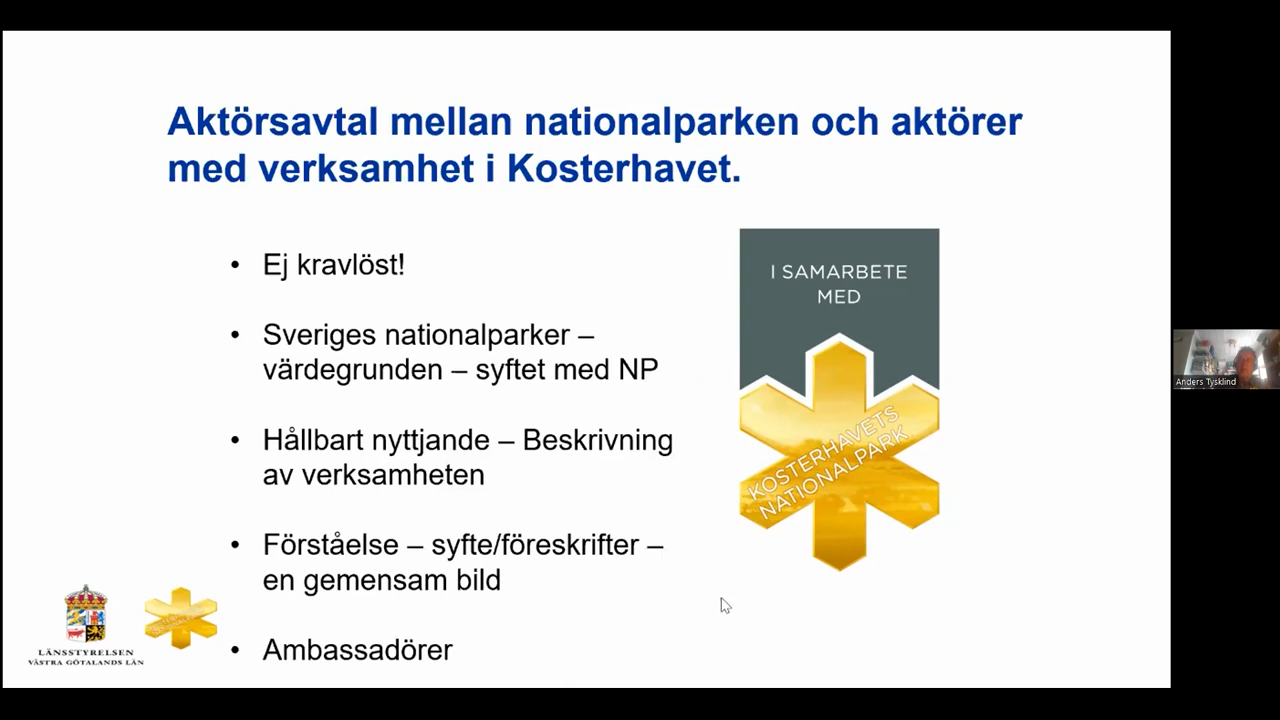 Aktörsavtal mellan nationalparken och aktörer
med verksamhet i Kosterhavet.
• Ej kravlöst!
• Sveriges nationalparker –
värdegrunden – syftet med NP
• Hållbart nyttjande – Beskrivning
av verksamheten
• Förståelse – syfte/föreskrifter –
en gemensam bild
• Ambassadörer
I SAMARBETE
MED
KOSTERHAVETS
NATIONALPARK
LÄNSSTYRELSEN
VÄSTRA GÖTALANDS LÄN
Anders Tysklind